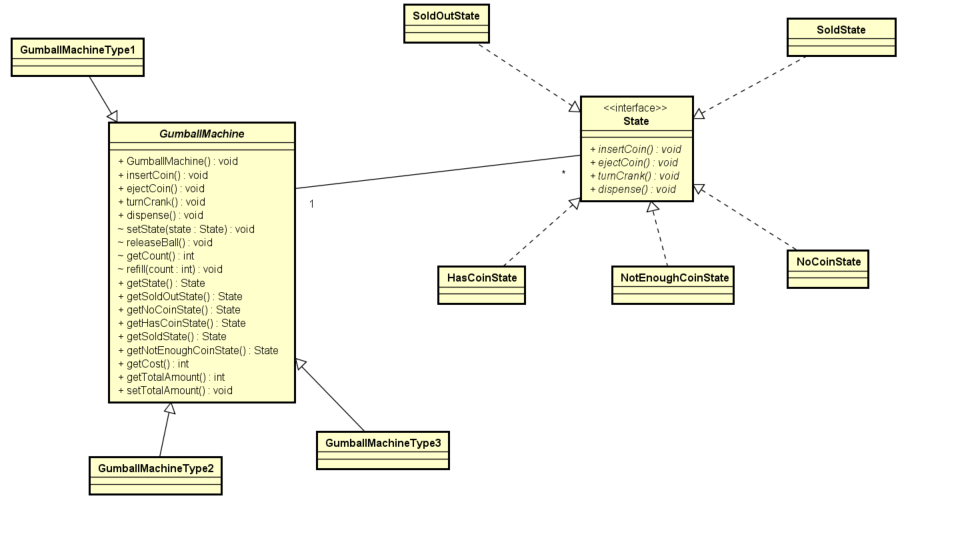 SoldOutState
SoldState
GumballMachineType1
<<interface>>
State
+ insertCoin() : void
+ ejectCoin() : void
+ turnCrank() : void
+ dispense() : void
GumballMachine
+ GumballMachine() : void
+ insertCoin() : void
+ ejectCoin() : void
+ turnCrank() : void
+ dispense() : void
~ setState(state : State) : void
~ releaseBall() : void
~ getCount() : int
~ refill(count : int) : void
+ getState() : State
+ getSoldOutState() : State
+ getNoCoinState() : State
+ getHasCoinState() : State
+ getSoldState() : State
+ getNotEnoughCoinState() : State
+ getCost() : int
+ getTotalAmount() : int
+ setTotalAmount() : void
*
1
HasCoinState
NotEnoughCoinState
NoCoinState
GumballMachineType3
GumballMachineType2